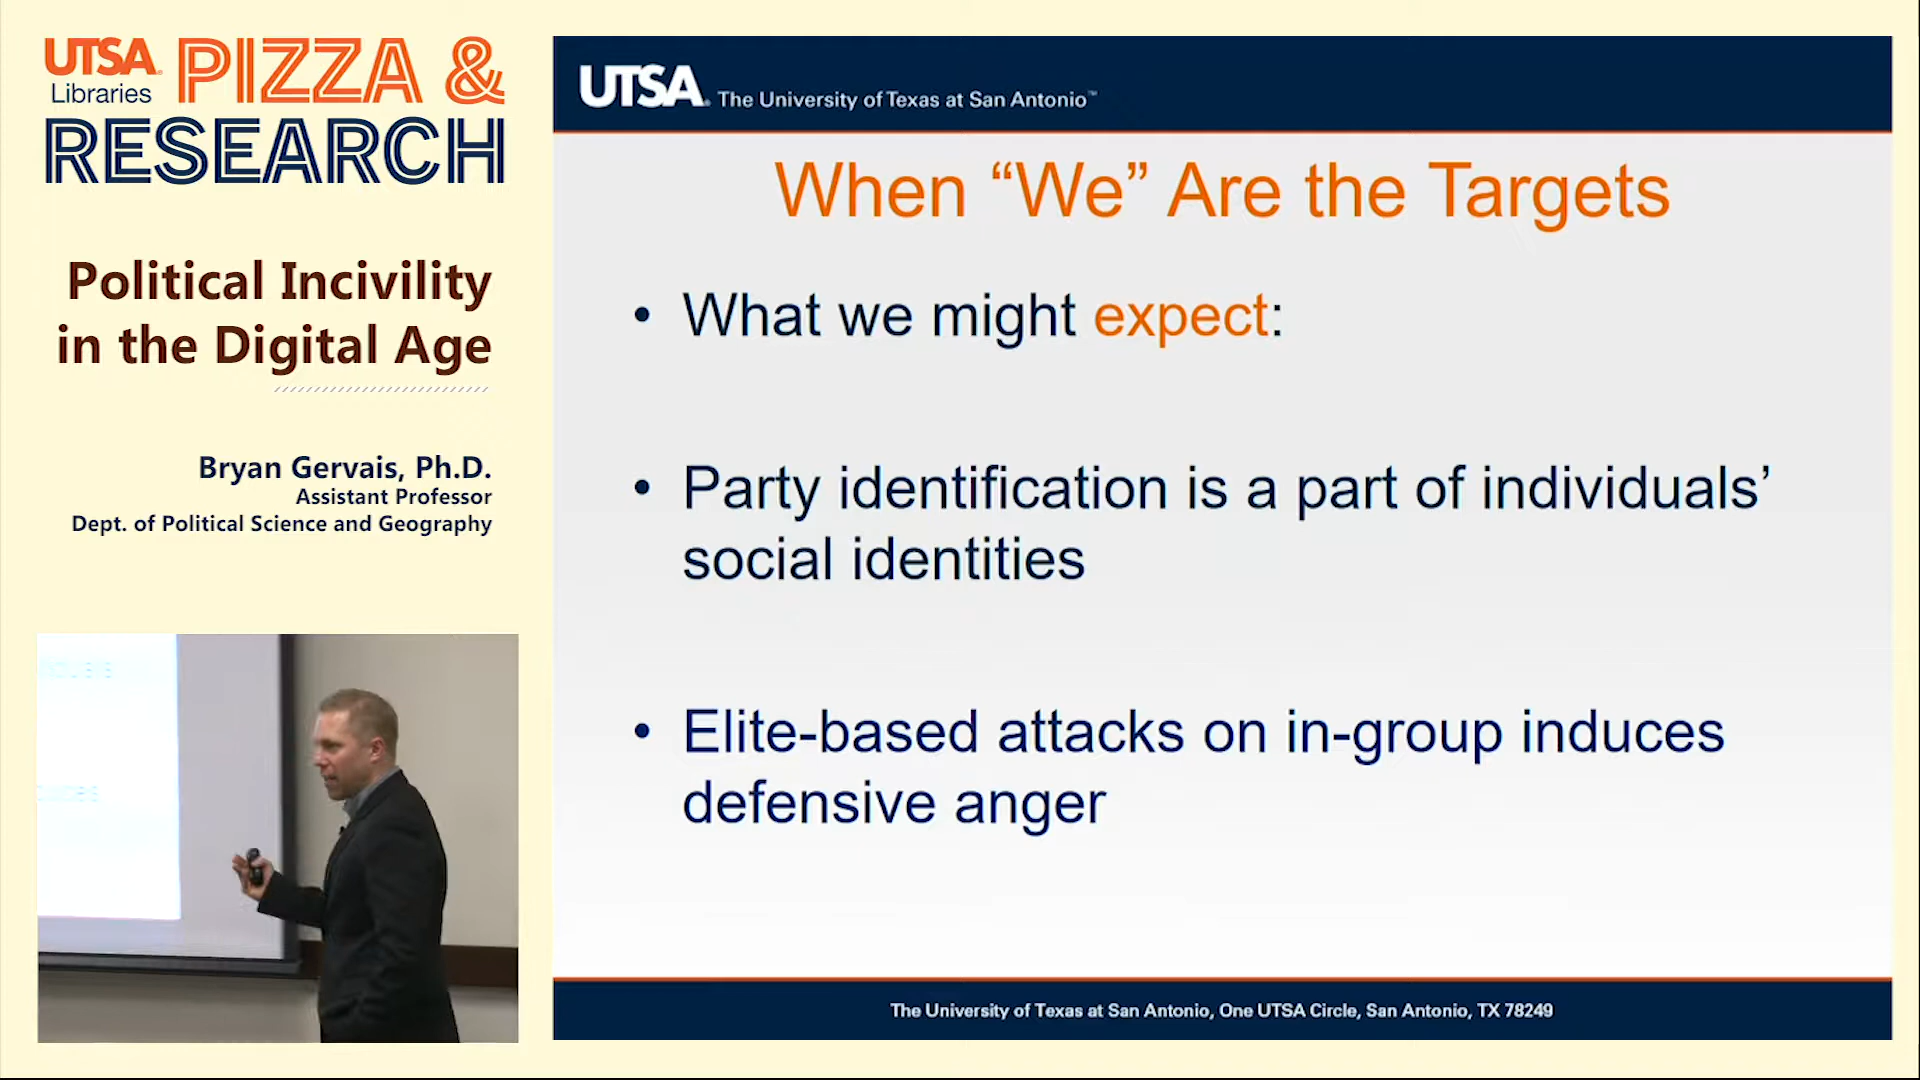 UTSA Libraries PIZZA &
RESEARCH
Political Incivility
in the Digital Age
Bryan Gervais, Ph.D.
Assistant Professor
Dept. of Political Science and Geography
UTSA. The University of Texas at San Antonio™
When “We” Are the Targets
• What we might expect:
• Party identification is a part of individuals’
social identities
• Elite-based attacks on in-group induces
defensive anger
The University of Texas at San Antonio, One UTSA Circle, San Antonio, TX 78249